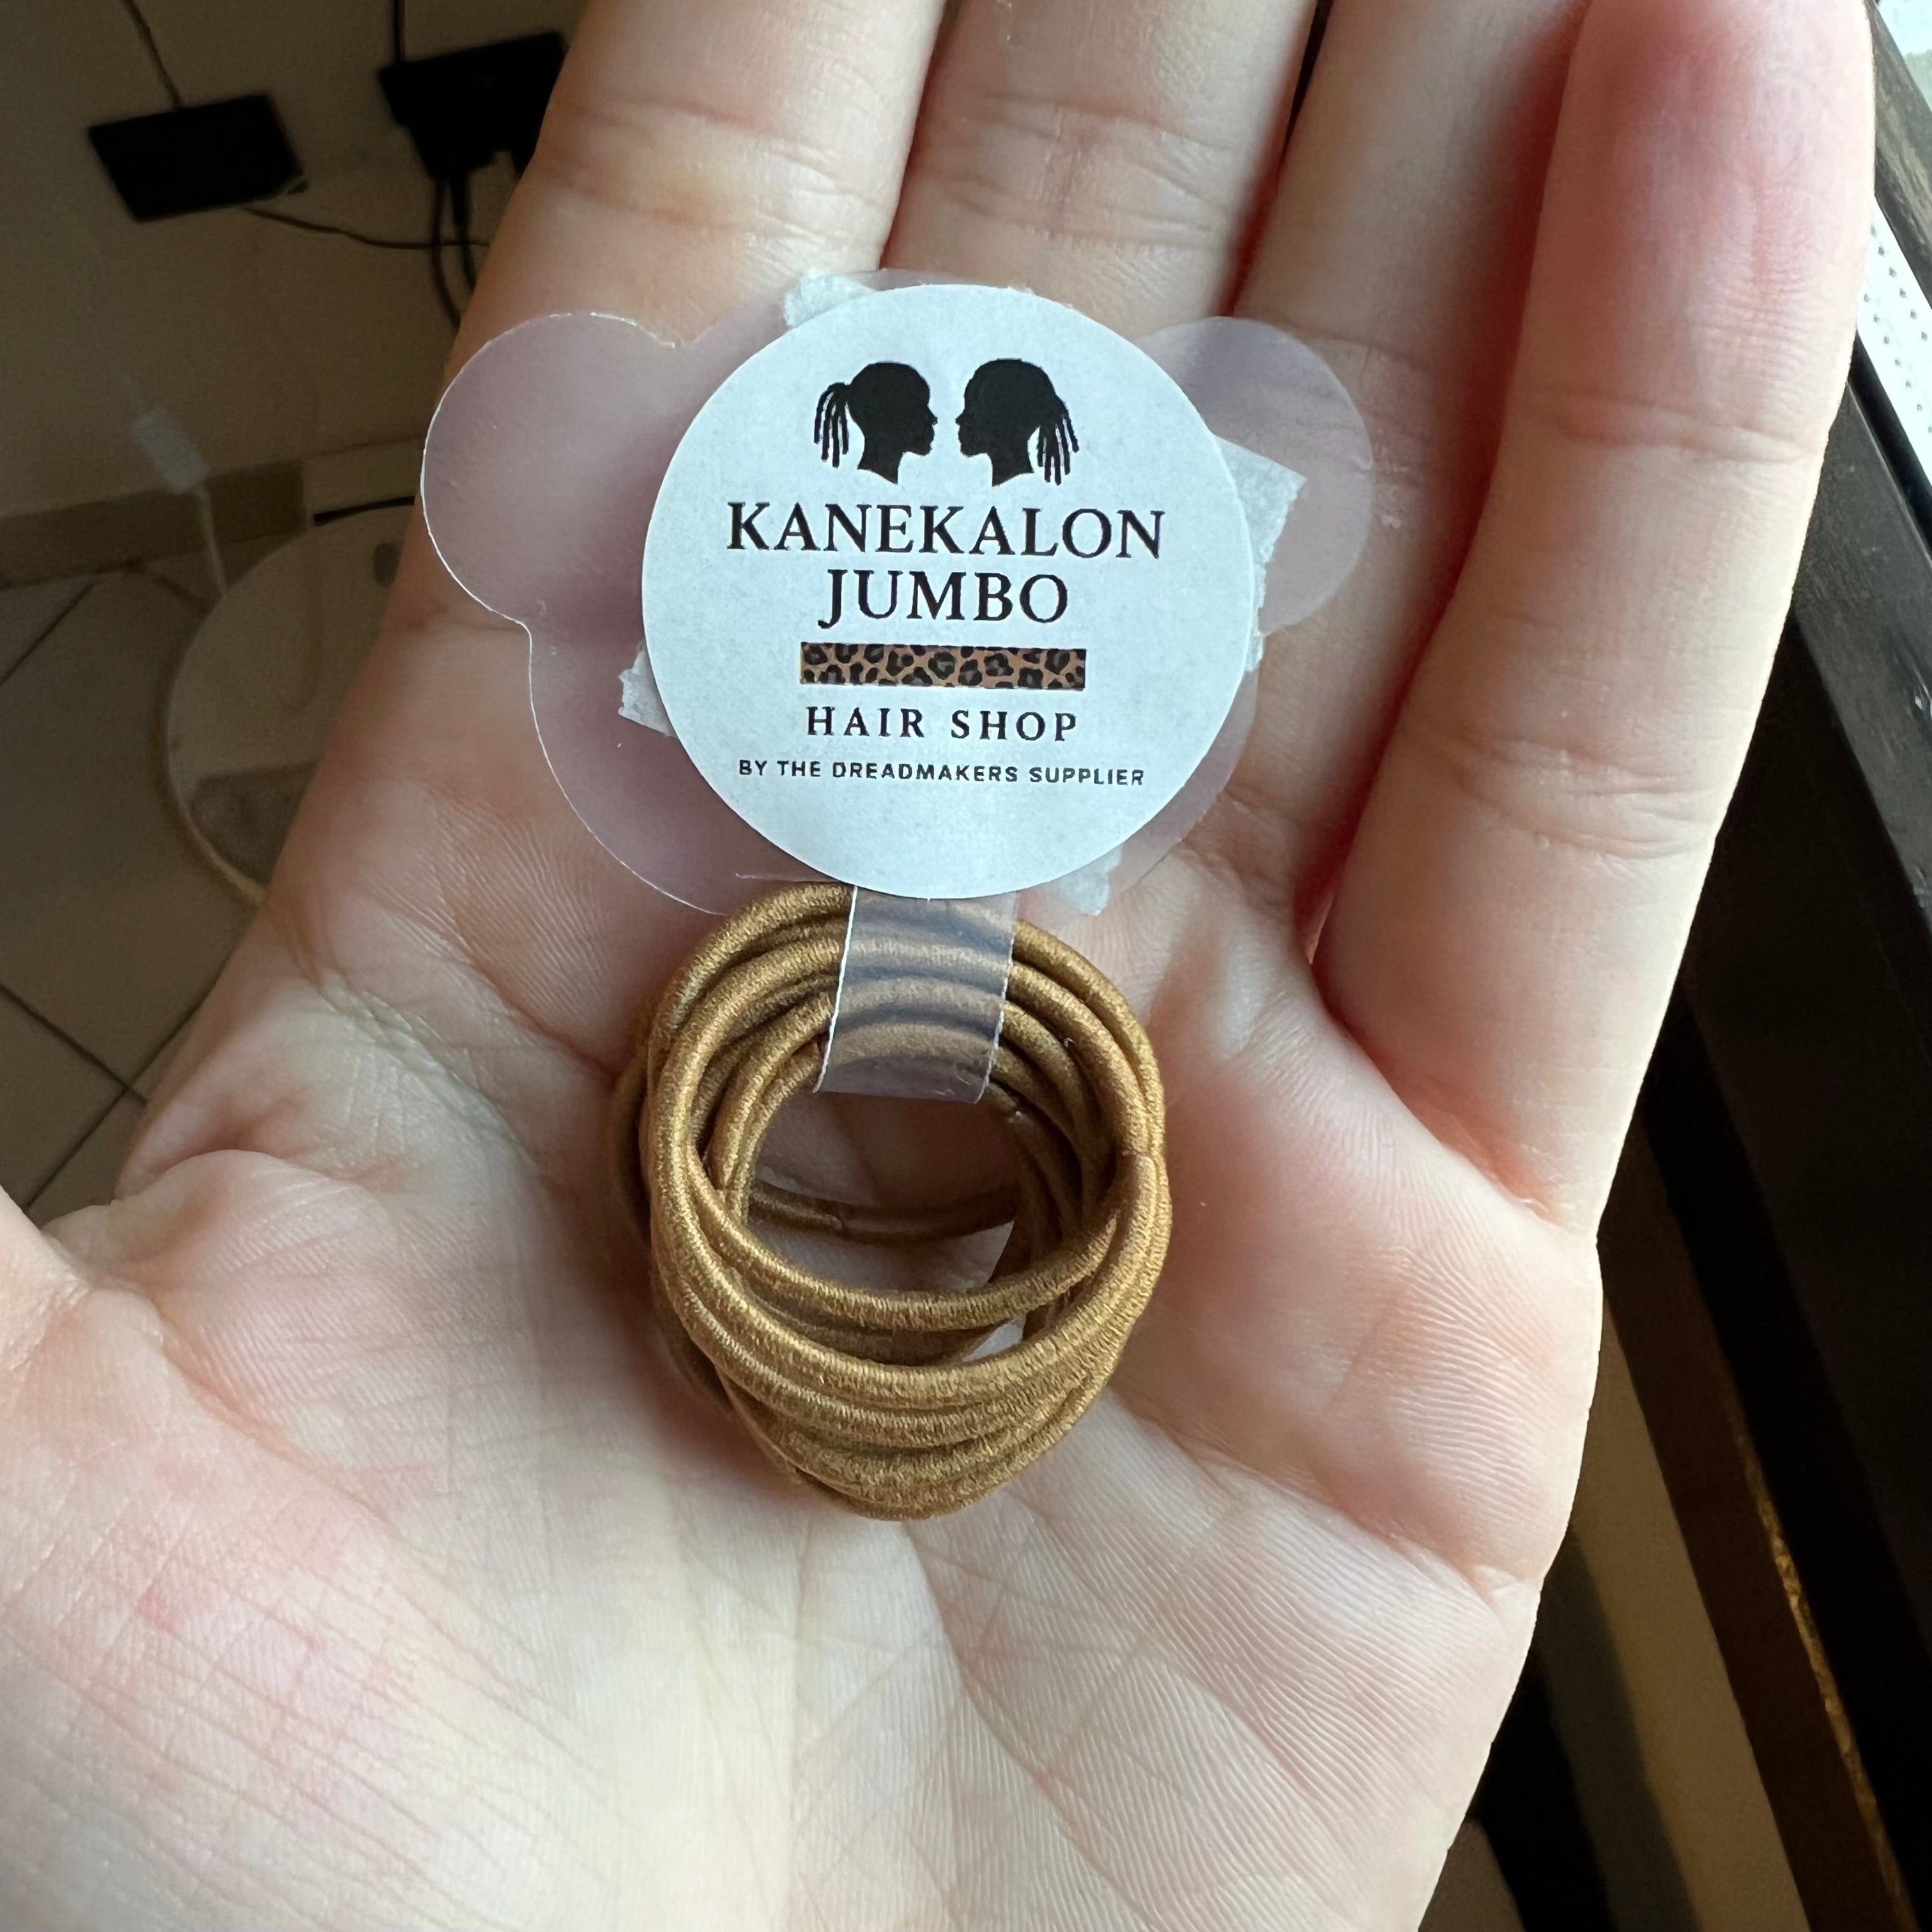 KANEKALON
JUMBO
HAIR SHOP
BY THE DREADMAKERS SUPPLIER